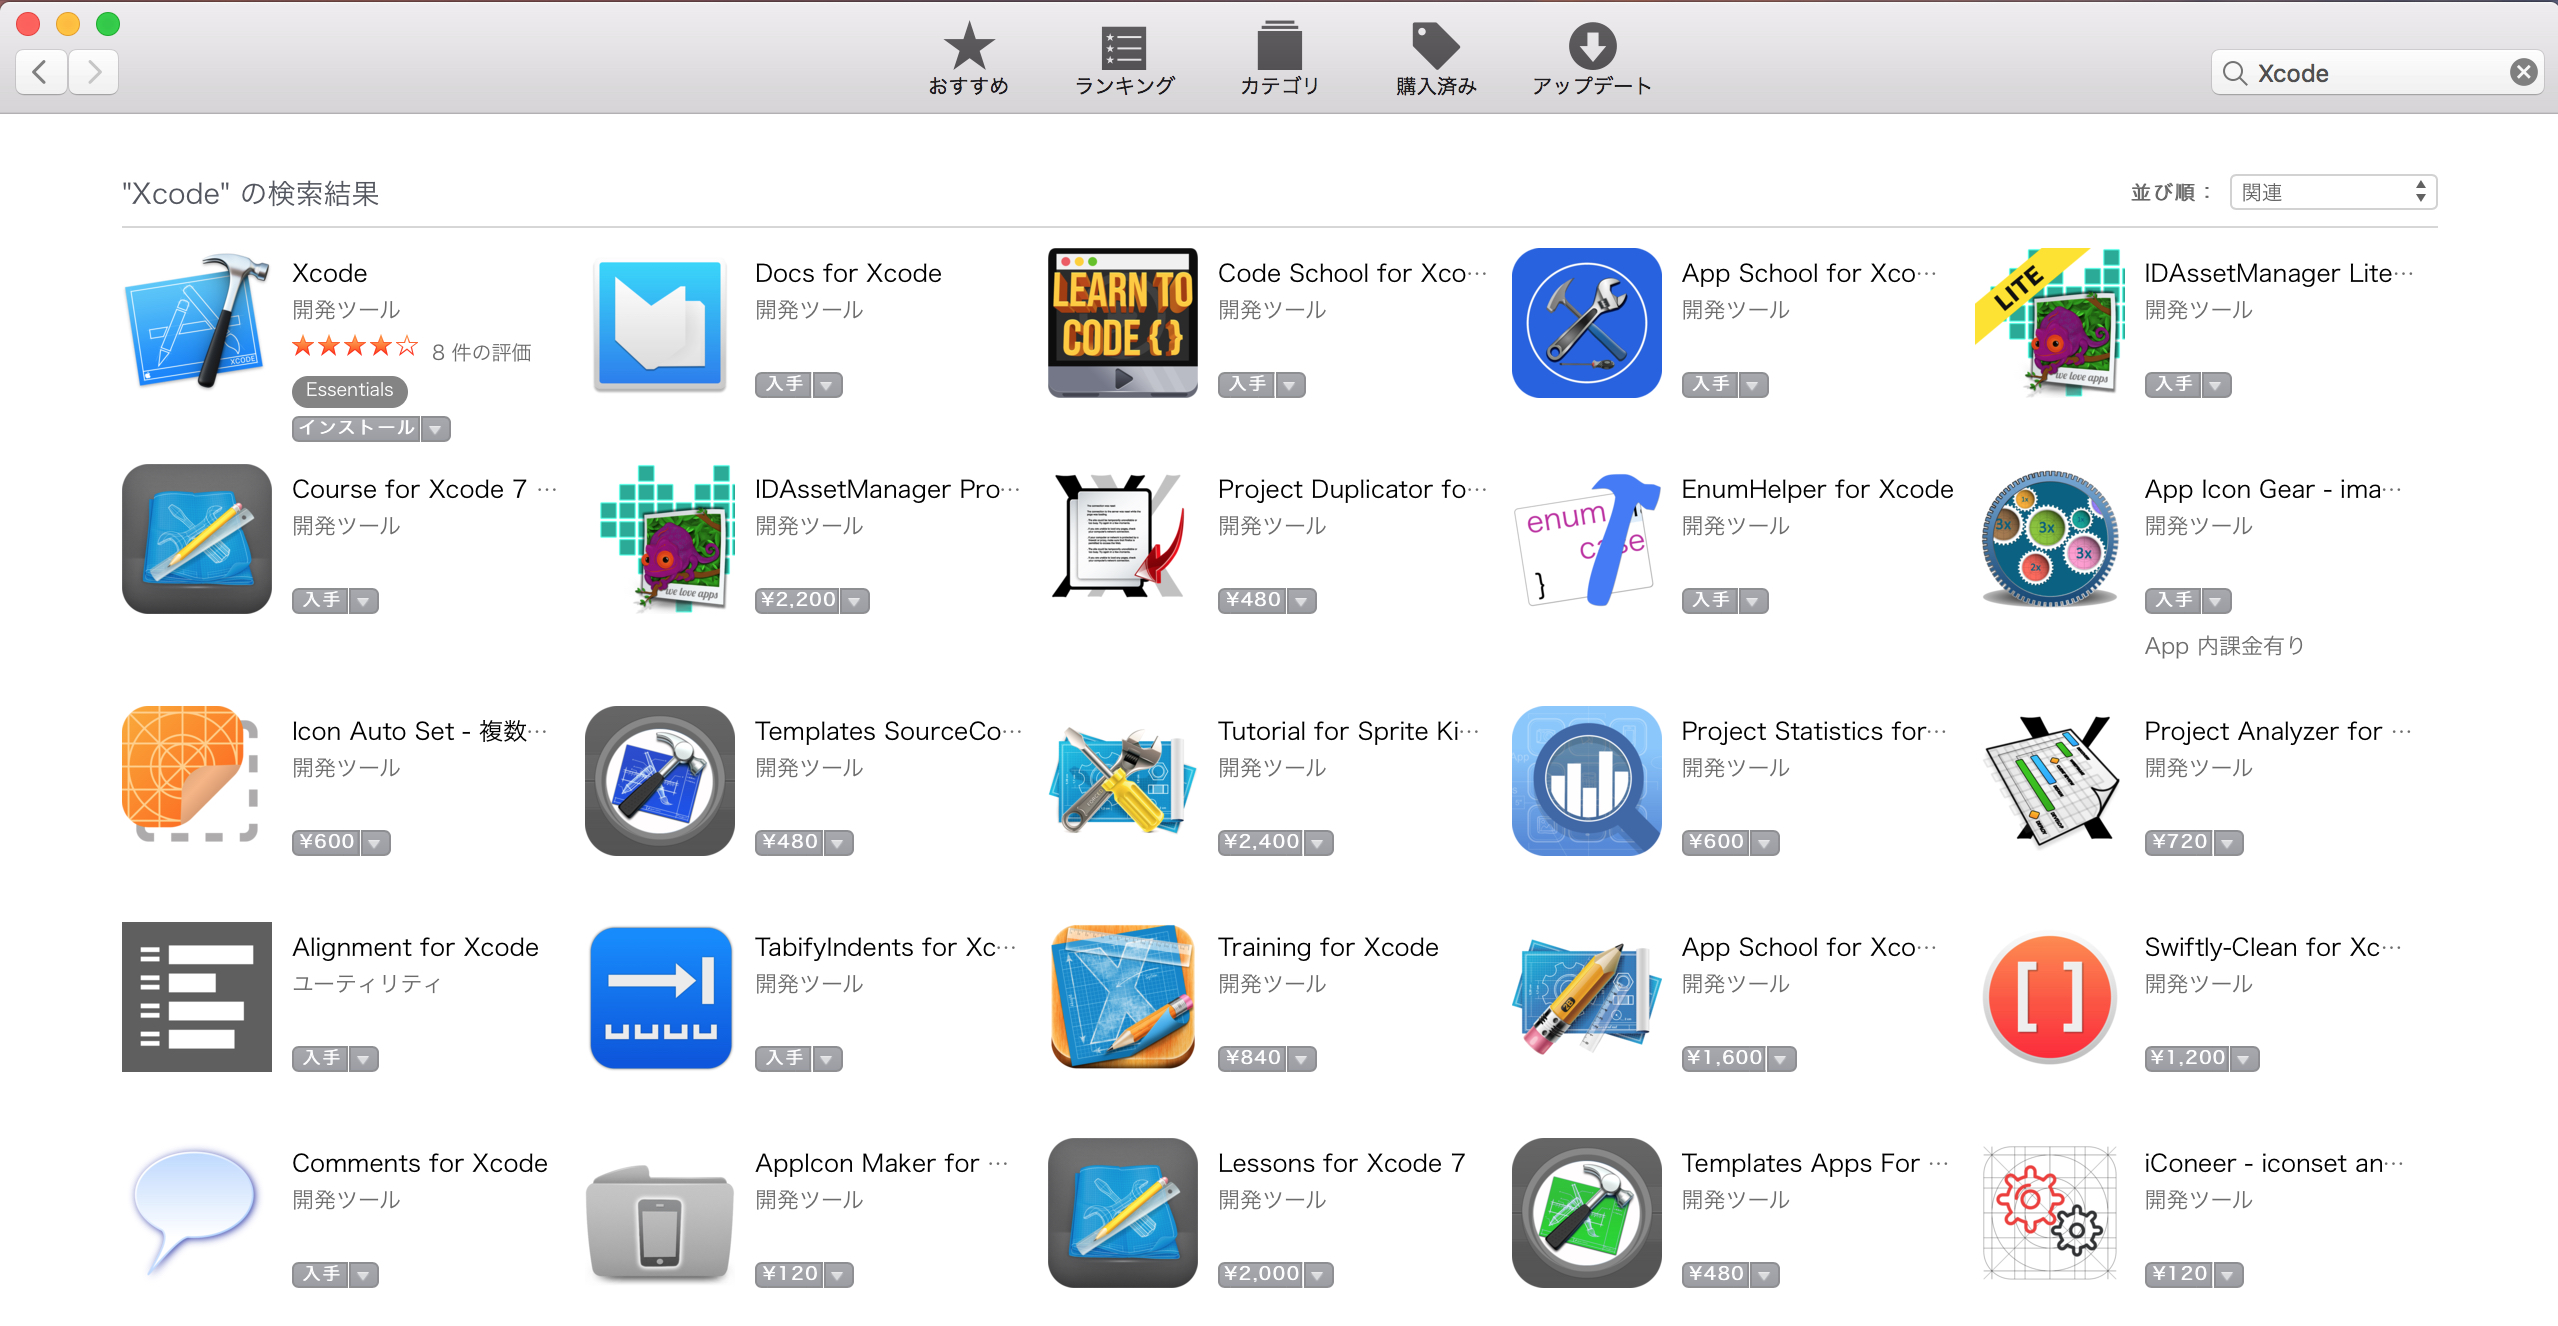 おすすめ
ランキング
カテゴリ
購入済み
アップデート
Xcode
"Xcode" の検索結果
並び順：
関連
XCODE
Xcode
開発ツール
8 件の評価
Essentials
インストール
Docs for Xcode
開発ツール
入手
LEARN TO
CODE {}
Code School for Xco…
開発ツール
入手
App School for Xco…
開発ツール
入手
LITE
we love apps
IDAssetManager Lite…
開発ツール
入手
Course for Xcode 7 …
開発ツール
入手
we love apps
IDAssetManager Pro…
開発ツール
¥2,200
Project Duplicator fo…
開発ツール
¥480
enum
case
}
EnumHelper for Xcode
開発ツール
入手
1x
3x
3x
1x
3x
2x
App Icon Gear - ima…
開発ツール
入手
App 内課金有り
Icon Auto Set - 複数…
開発ツール
¥600
Templates SourceCo…
開発ツール
¥480
Tutorial for Sprite Ki…
開発ツール
¥2,400
Project Statistics for…
開発ツール
¥600
Project Analyzer for …
開発ツール
¥720
Alignment for Xcode
ユーティリティ
入手
TabifyIndents for Xc…
開発ツール
入手
Training for Xcode
開発ツール
¥840
App School for Xco…
開発ツール
¥1,600
[ ]
Swiftly-Clean for Xc…
開発ツール
¥1,200
Comments for Xcode
開発ツール
入手
AppIcon Maker for …
開発ツール
¥120
Lessons for Xcode 7
開発ツール
¥2,000
Templates Apps For …
開発ツール
¥480
iConeer - iconset an…
開発ツール
¥120